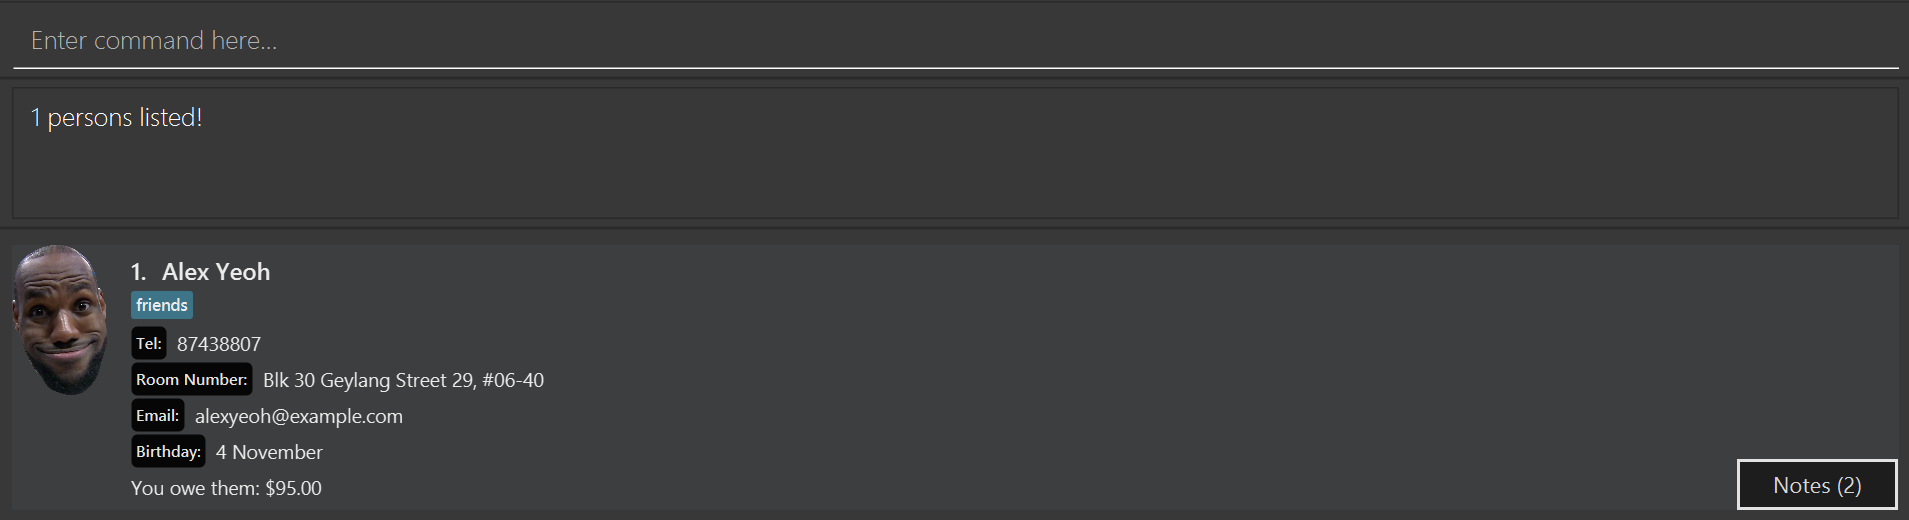 Enter command here...
1 persons listed!
1. Alex Yeoh
friends
Tel: 87438807
Room Number: Blk 30 Geylang Street 29, #06-40
Email: alexyeoh@example.com
Birthday: 4 November
You owe them: $95.00
Notes (2)